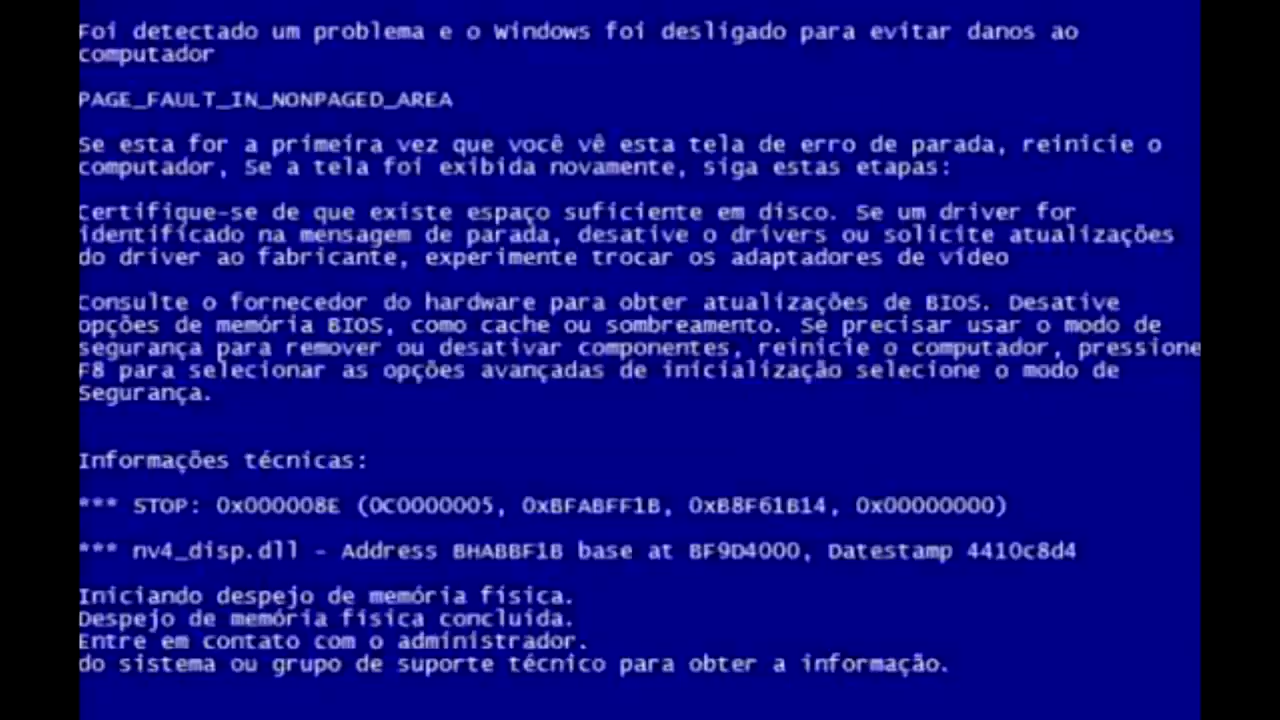 Foi detectado um problema e o Windows foi desligado para evitar danos ao
computador
PAGE_FAULT_IN_NONPAGED_AREA
Se esta for a primeira vez que você vê esta tela de erro de parada, reinicie o
computador, Se a tela foi exibida novamente, siga estas etapas:
Certifique-se de que existe espaço suficiente em disco. Se um driver for
identificado na mensagem de parada, desative o drivers ou solicite atualizações
do driver ao fabricante, experimente trocar os adaptadores de vídeo
Consulte o fornecedor do hardware para obter atualizações de BIOS. Desative
opções de memória BIOS, como cache ou sombreamento. Se precisar usar o modo de
segurança para remover ou desativar componentes, reinicie o computador, pressione
F8 para selecionar as opções avançadas de inicialização selecione o modo de
Segurança.
Informações técnicas:
*** STOP: 0x000008E (0C0000005, 0xBFABFF1B, 0xB8F61B14, 0x00000000)
*** nv4_disp.dll - Address BHABBF1B base at BF9D4000, Datestamp 4410c8d4
Iniciando despejo de memória física.
Despejo de memória física concluída.
Entre em contato com o administrador.
do sistema ou grupo de suporte técnico para obter a informação.